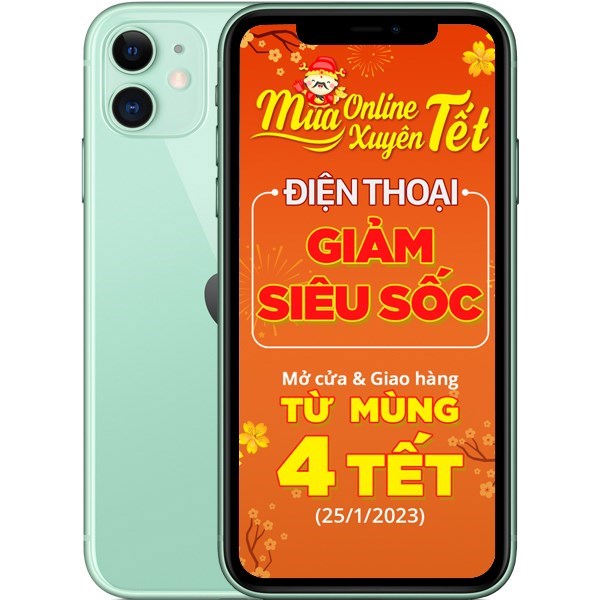 Mua Online
Xuyên Tết
ĐIỆN THOẠI
GIẢM
SIÊU SỐC
Mở cửa & Giao hàng
TỪ MÙNG
4 TẾT
(25/1/2023)